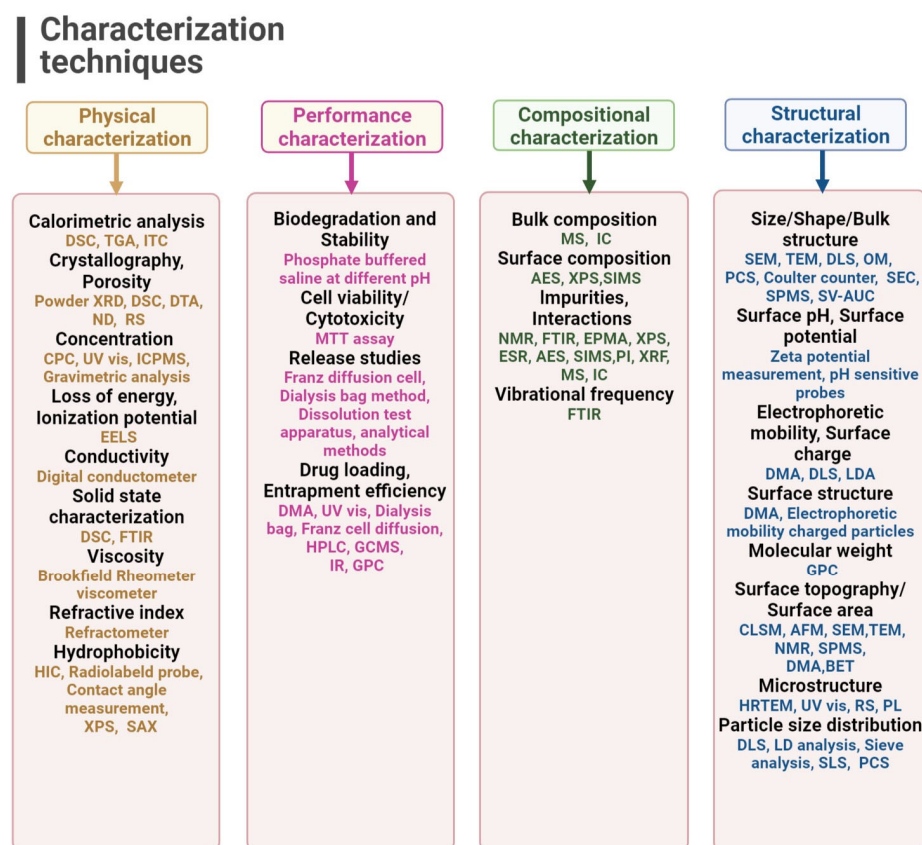 Characterization
techniques
Physical
characterization
Calorimetric analysis
DSC, TGA, ITC
Crystallography,
Porosity
Powder XRD, DSC, DTA,
ND, RS
Concentration
CPC, UV vis, ICPMS,
Gravimetric analysis
Loss of energy,
Ionization potential
EELS
Conductivity
Digital conductometer
Solid state
characterization
DSC, FTIR
Viscosity
Brookfield Rheometer
viscometer
Refractive index
Refractometer
Hydrophobicity
HIC, Radiolabeld probe,
Contact angle
measurement,
XPS, SAX
Performance
characterization
Biodegradation and
Stability
Phosphate buffered
saline at different pH
Cell viability/
Cytotoxicity
MTT assay
Release studies
Franz diffusion cell,
Dialysis bag method,
Dissolution test
apparatus, analytical
methods
Drug loading,
Entrapment efficiency
DMA, UV vis, Dialysis
bag, Franz cell diffusion,
HPLC, GCMS,
IR, GPC
Compositional
characterization
Bulk composition
MS, IC
Surface composition
AES, XPS,SIMS
Impurities,
Interactions
NMR, FTIR, EPMA, XPS,
ESR, AES, SIMS,PI, XRF,
MS, IC
Vibrational frequency
FTIR
Structural
characterization
Size/Shape/Bulk
structure
SEM, TEM, DLS, OM,
PCS, Coulter counter, SEC,
SPMS, SV-AUC
Surface pH, Surface
potential
Zeta potential
measurement, pH sensitive
probes
Electrophoretic
mobility, Surface
charge
DMA, DLS, LDA
Surface structure
DMA, Electrophoretic
mobility charged particles
Molecular weight
GPC
Surface topography/
Surface area
CLSM, AFM, SEM,TEM,
NMR, SPMS,
DMA,BET
Microstructure
HRTEM, UV vis, RS, PL
Particle size distribution
DLS, LD analysis, Sieve
analysis, SLS, PCS